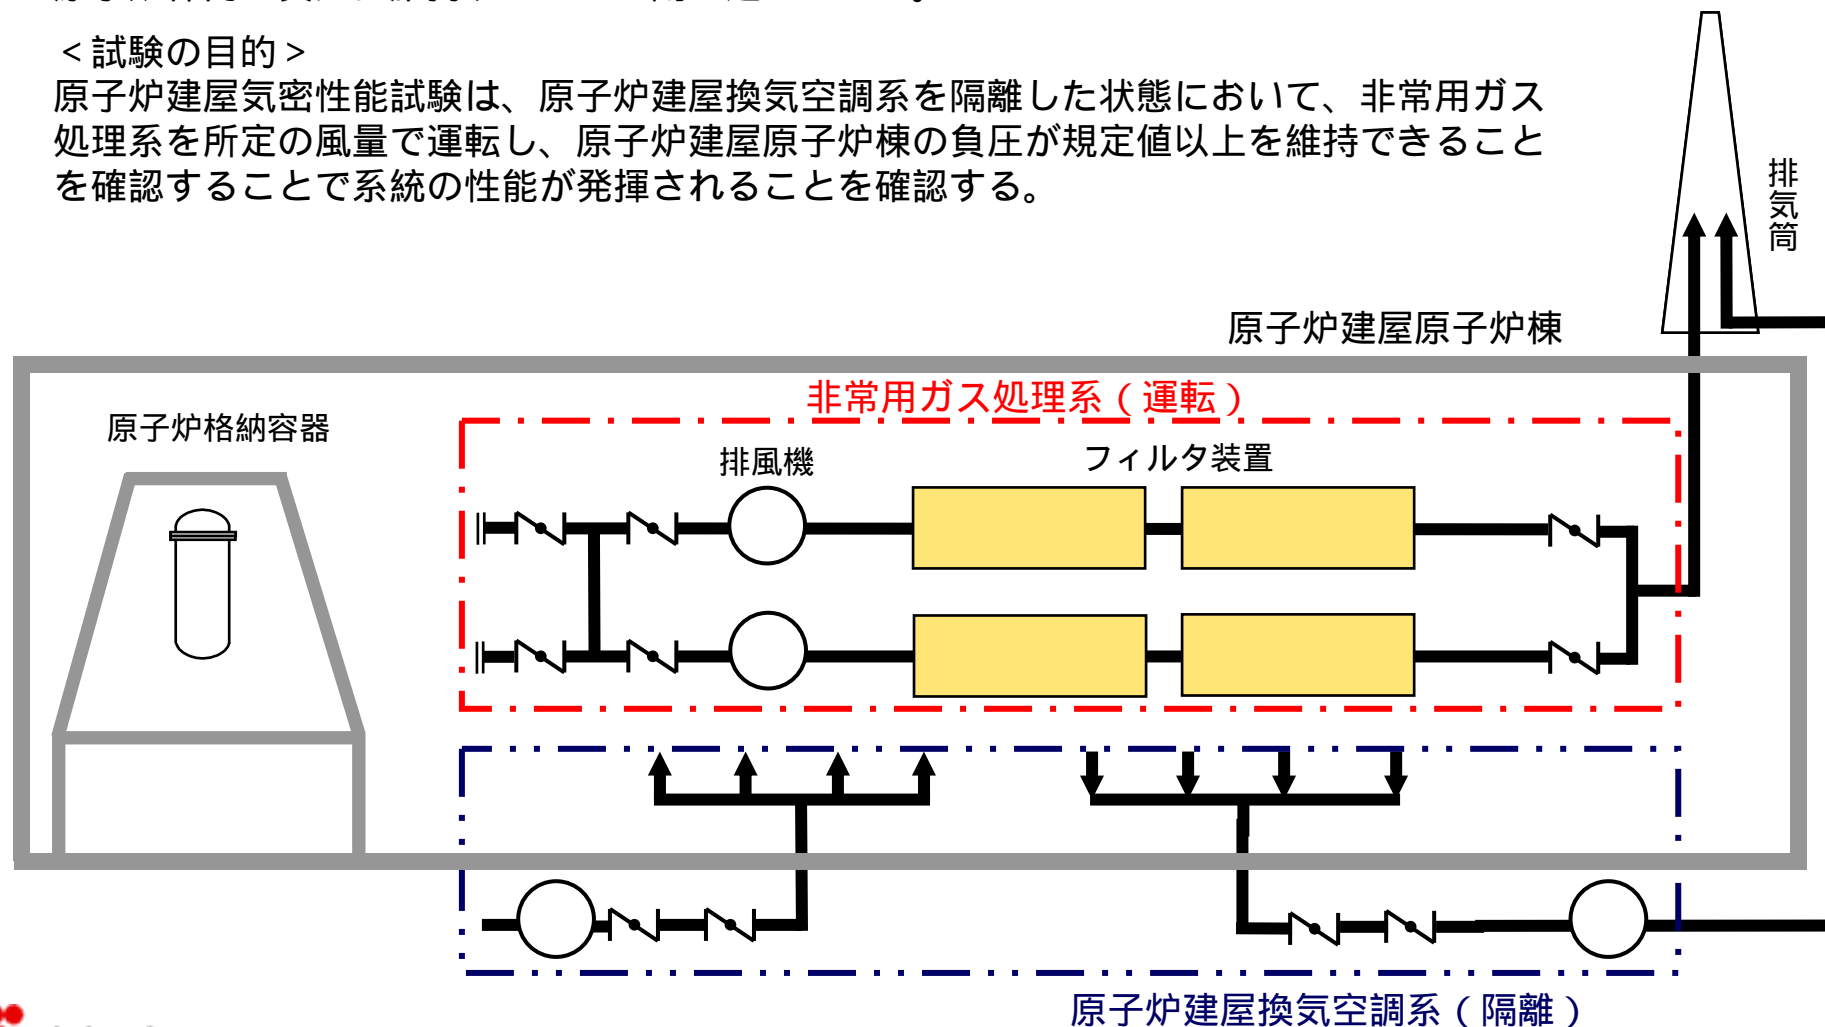 ＜試験の目的＞
原子炉建屋気密性能試験は、原子炉建屋換気空調系を隔離した状態において、非常用ガス
処理系を所定の風量で運転し、原子炉建屋原子炉棟の負圧が規定値以上を維持できること
を確認することで系統の性能が発揮されることを確認する。
排気筒
原子炉建屋原子炉棟
非常用ガス処理系（運転）
原子炉格納容器
排風機
フィルタ装置
原子炉建屋換気空調系（隔離）